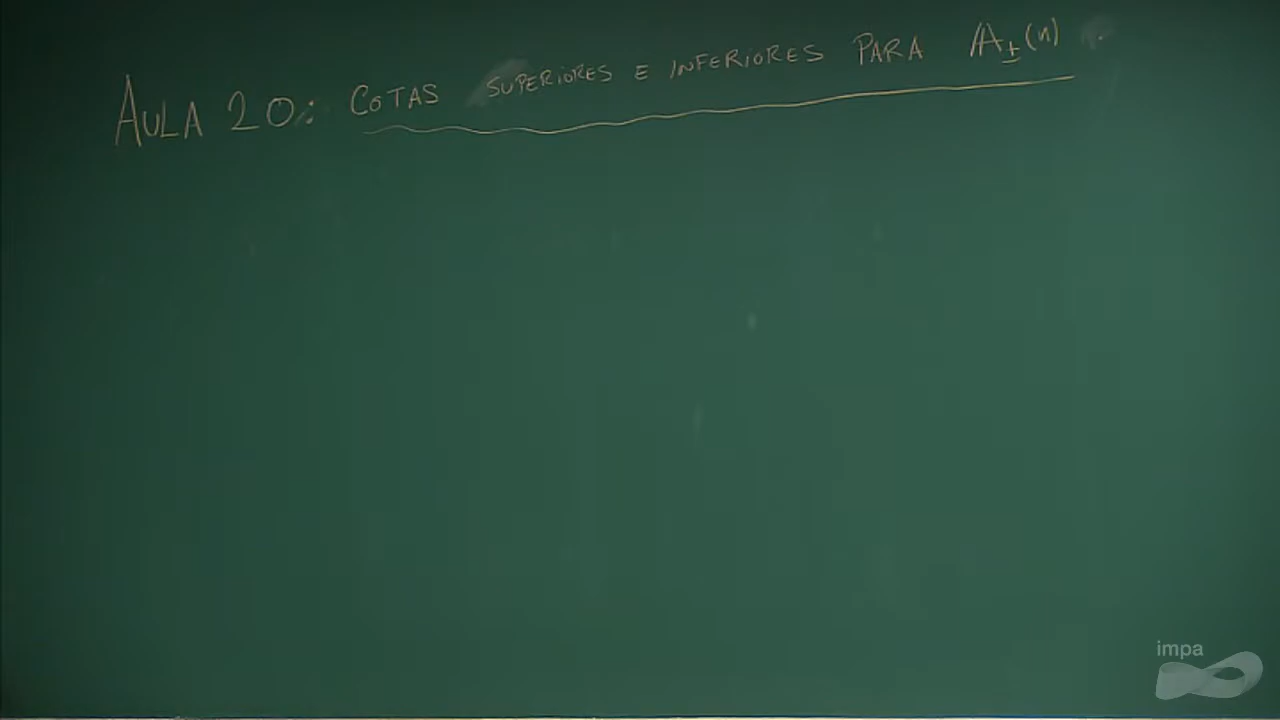 AULA 20: COTAS SUPERIORES E INFERIORES PARA 𝔸±(n).
impa